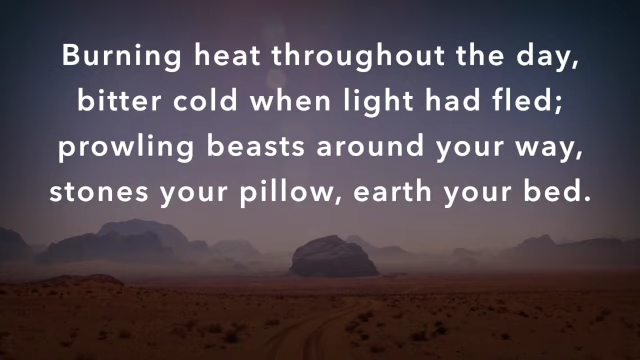 Burning heat throughout the day,
bitter cold when light had fled;
prowling beasts around your way,
stones your pillow, earth your bed.